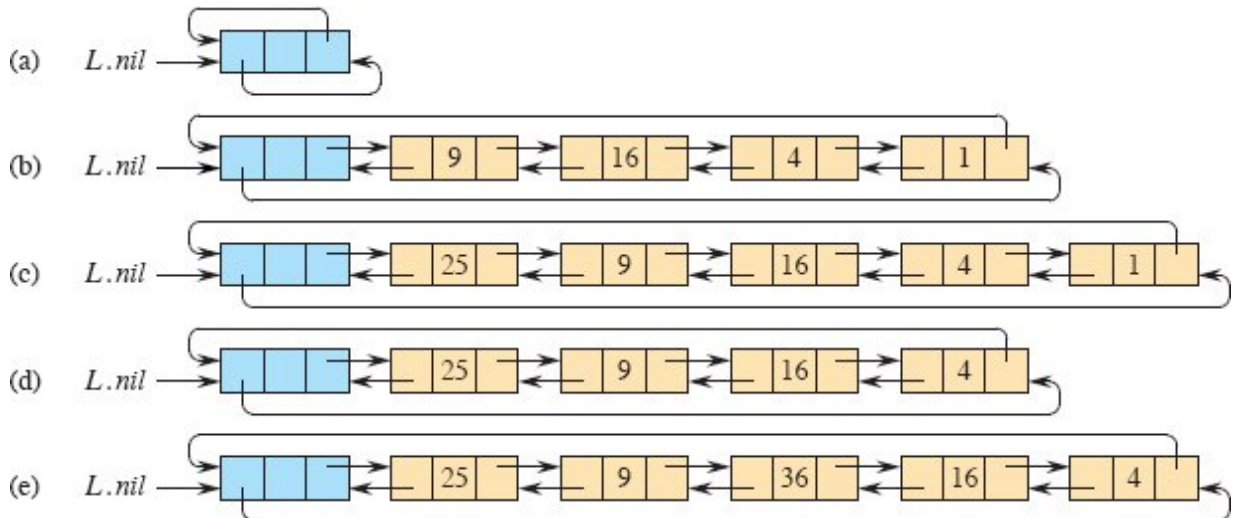 (a) L.nil
(b) L.nil 9 16 4 1
(c) L.nil 25 9 16 4 1
(d) L.nil 25 9 16 4
(e) L.nil 25 9 36 16 4